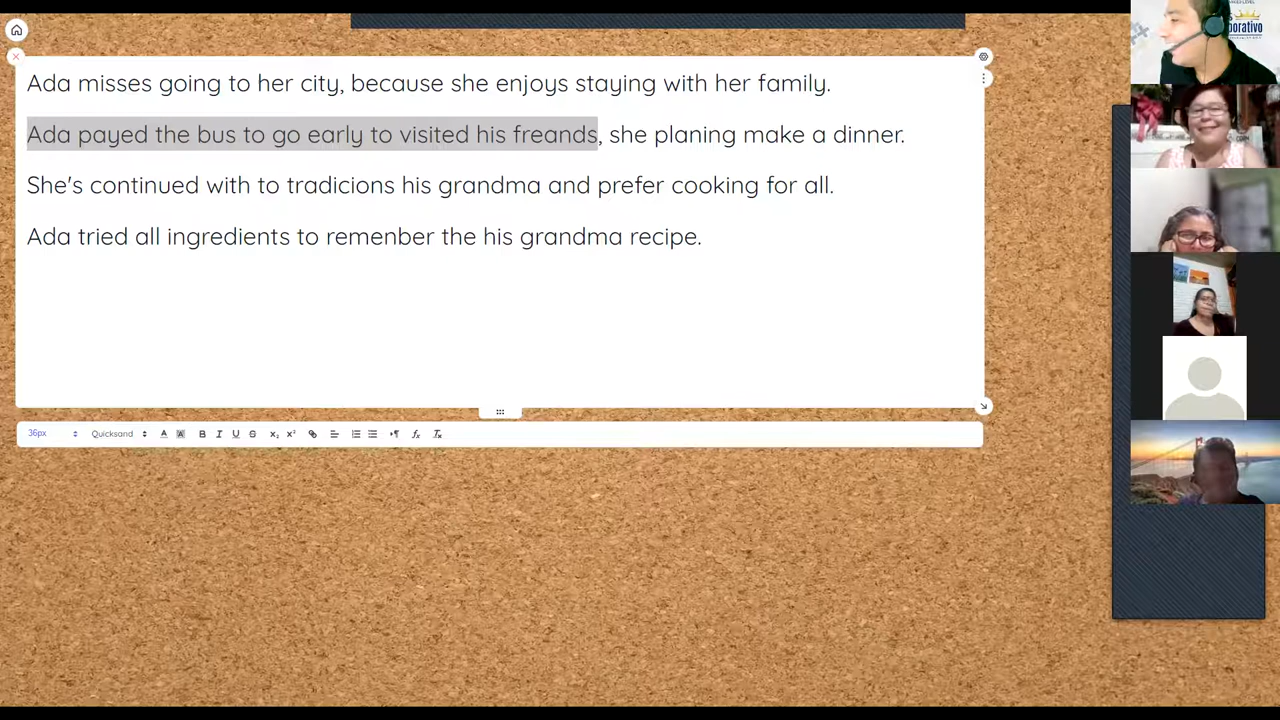 Ada misses going to her city, because she enjoys staying with her family.
Ada payed the bus to go early to visited his freands, she planing make a dinner.
She's continued with to tradicions his grandma and prefer cooking for all.
Ada tried all ingredients to remenber the his grandma recipe.
36px Quicksand